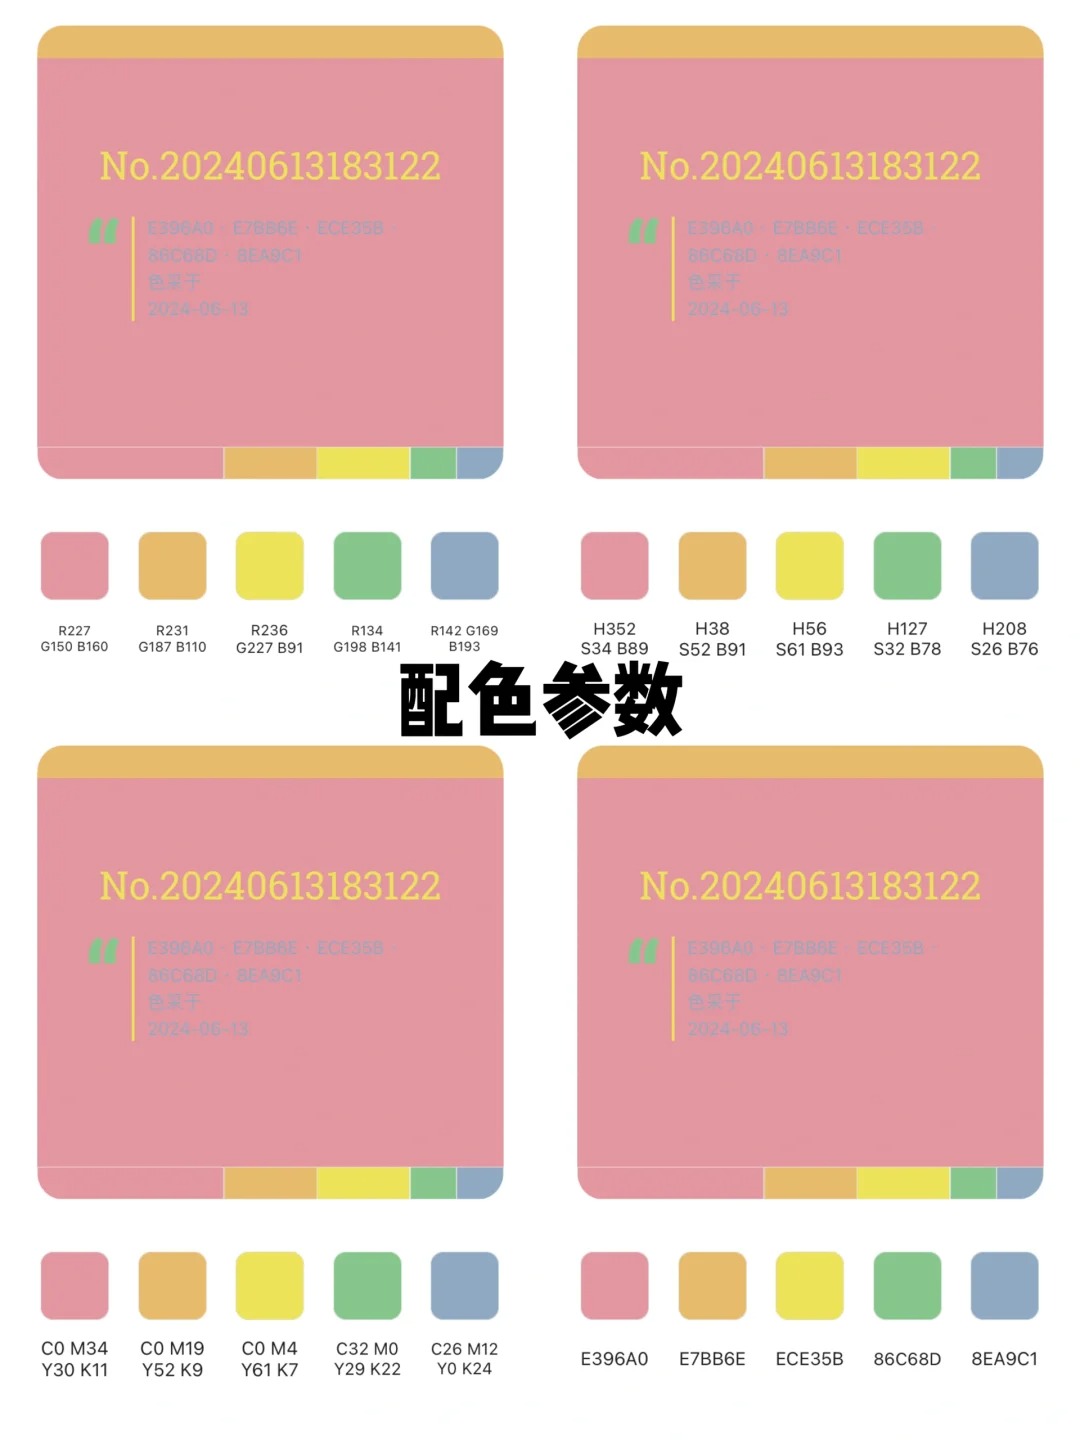 No.20240613183122
E396A0 · E7BB6E · ECE35B ·
86C68D · 8EA9C1
色采于
2024-06-13
R227
G150 B160
R231
G187 B110
R236
G227 B91
R134
G198 B141
R142 G169
B193
No.20240613183122
E396A0 · E7BB6E · ECE35B ·
86C68D · 8EA9C1
色采于
2024-06-13
H352
S34 B89
H38
S52 B91
H56
S61 B93
H127
S32 B78
H208
S26 B76
配色参数
No.20240613183122
E396A0 · E7BB6E · ECE35B ·
86C68D · 8EA9C1
色采于
2024-06-13
C0 M34
Y30 K11
C0 M19
Y52 K9
C0 M4
Y61 K7
C32 M0
Y29 K22
C26 M12
Y0 K24
No.20240613183122
E396A0 · E7BB6E · ECE35B ·
86C68D · 8EA9C1
色采于
2024-06-13
E396A0
E7BB6E
ECE35B
86C68D
8EA9C1